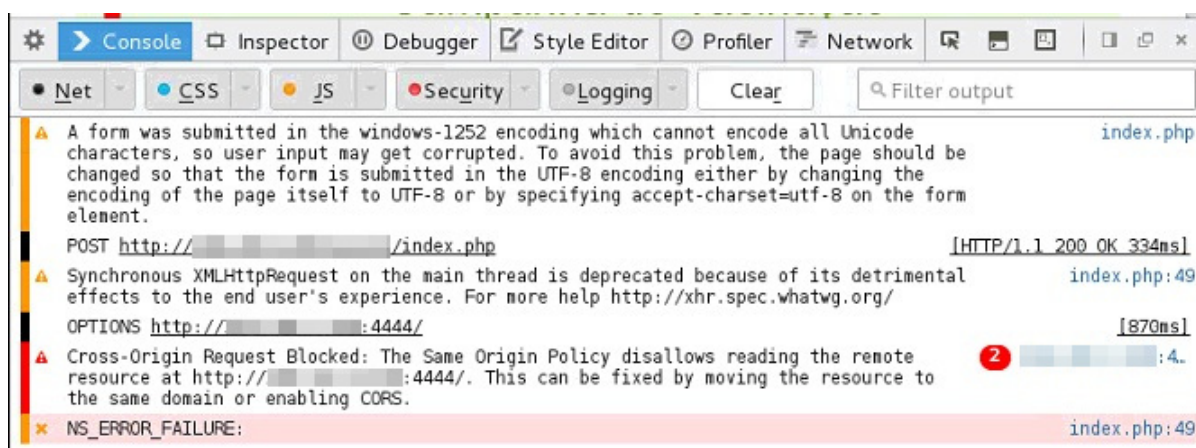 Console Inspector Debugger Style Editor Profiler Network
Net CSS JS Security Logging Clear Filter output
A form was submitted in the windows-1252 encoding which cannot encode all Unicode index.php
characters, so user input may get corrupted. To avoid this problem, the page should be
changed so that the form is submitted in the UTF-8 encoding either by changing the
encoding of the page itself to UTF-8 or by specifying accept-charset=utf-8 on the form
element.
POST http:// /index.php [HTTP/1.1 200 OK 334ms]
Synchronous XMLHttpRequest on the main thread is deprecated because of its detrimental index.php:49
effects to the end user's experience. For more help http://xhr.spec.whatwg.org/
OPTIONS http:// :4444/ [870ms]
Cross-Origin Request Blocked: The Same Origin Policy disallows reading the remote 2 :4…
resource at http:// :4444/. This can be fixed by moving the resource to
the same domain or enabling CORS.
NS_ERROR_FAILURE: index.php:49